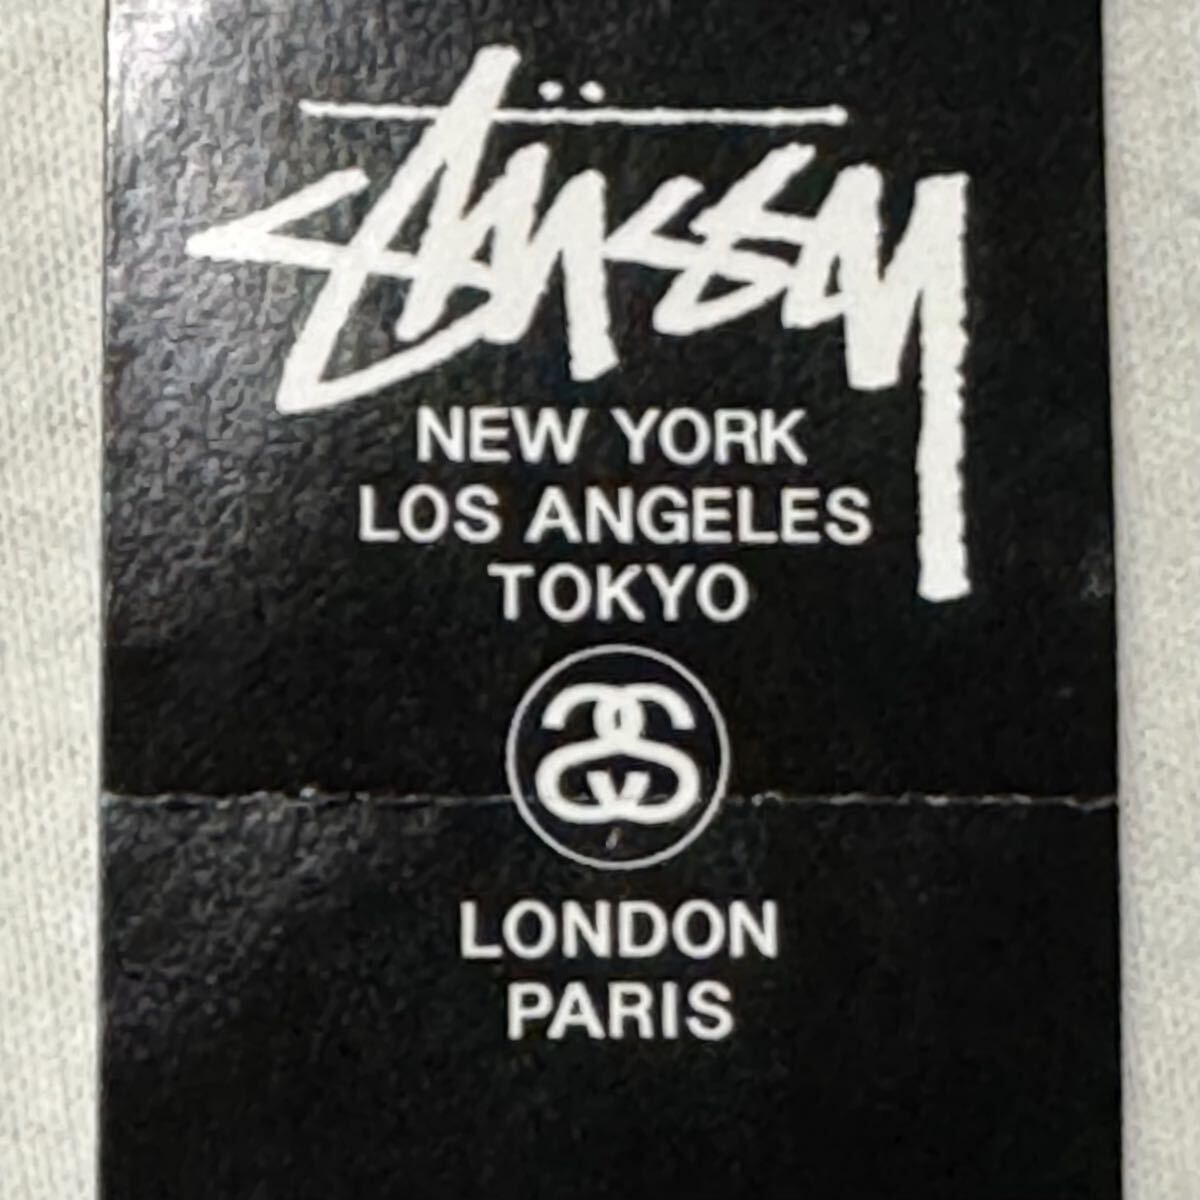 Stüssy
NEW YORK
LOS ANGELES
TOKYO
LONDON
PARIS